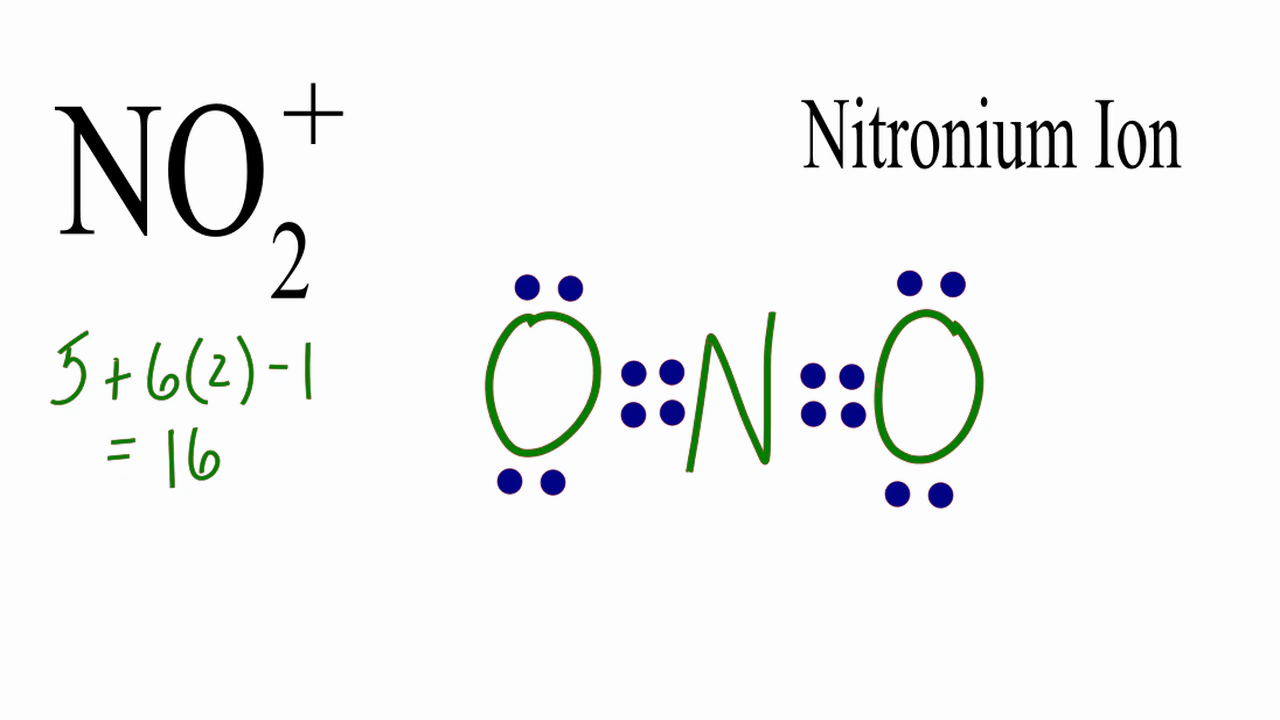 NO₂⁺
Nitronium Ion
5 + 6(2) - 1
= 16
O N O